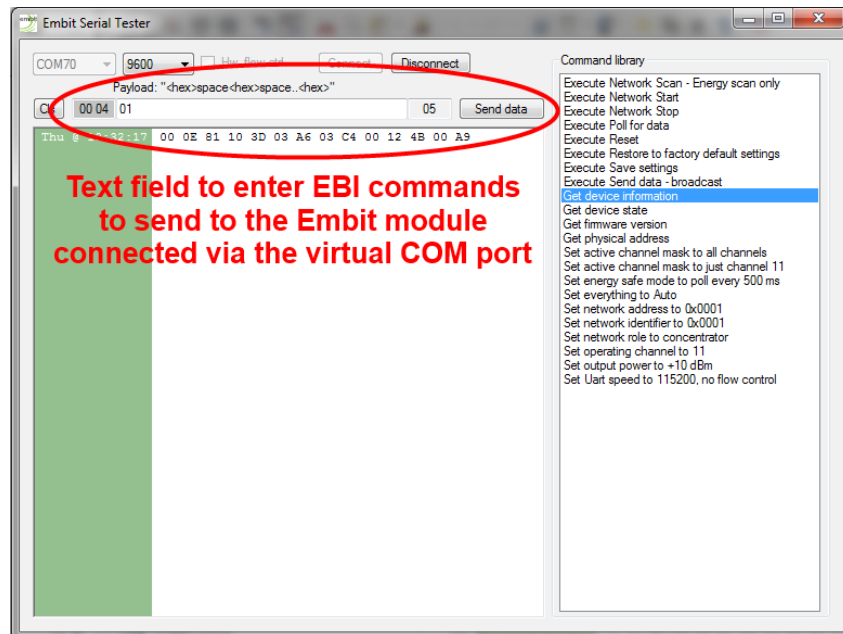 Embit Serial Tester
COM70 9600 Hw. flow ctrl Connect Disconnect
Payload: "<hex>space<hex>space..<hex>"
00 04 01 05 Send data
00 0E 81 10 3D 03 A6 03 C4 00 12 4B 00 A9
Text field to enter EBI commands
to send to the Embit module
connected via the virtual COM port
Command library
Execute Network Scan - Energy scan only
Execute Network Start
Execute Network Stop
Execute Poll for data
Execute Reset
Execute Restore to factory default settings
Execute Save settings
Execute Send data - broadcast
Get device information
Get device state
Get firmware version
Get physical address
Set active channel mask to all channels
Set active channel mask to just channel 11
Set energy safe mode to poll every 500 ms
Set everything to Auto
Set network address to 0x0001
Set network identifier to 0x0001
Set network role to concentrator
Set operating channel to 11
Set output power to +10 dBm
Set Uart speed to 115200, no flow control